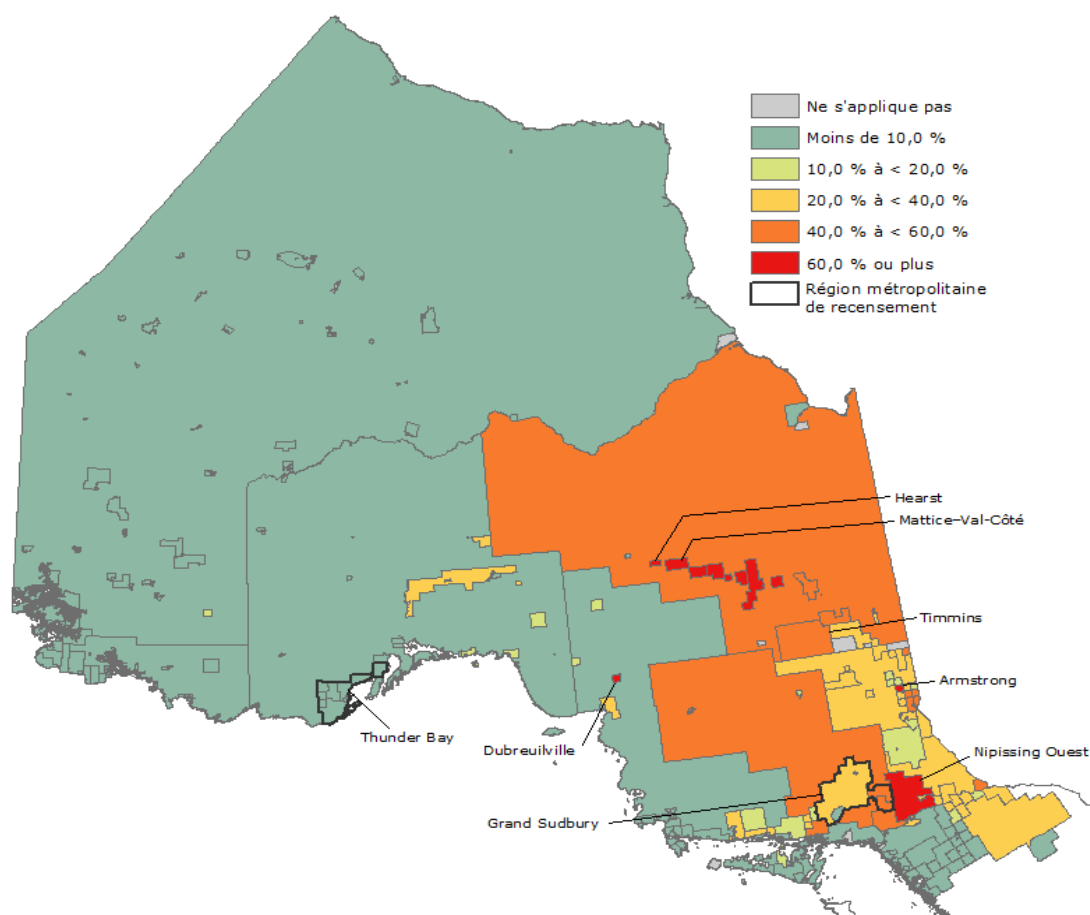 Ne s'applique pas
Moins de 10,0 %
10,0 % à < 20,0 %
20,0 % à < 40,0 %
40,0 % à < 60,0 %
60,0 % ou plus
Région métropolitaine
de recensement
Hearst
Mattice–Val-Côté
Timmins
Armstrong
Thunder Bay
Dubreuilville
Nipissing Ouest
Grand Sudbury